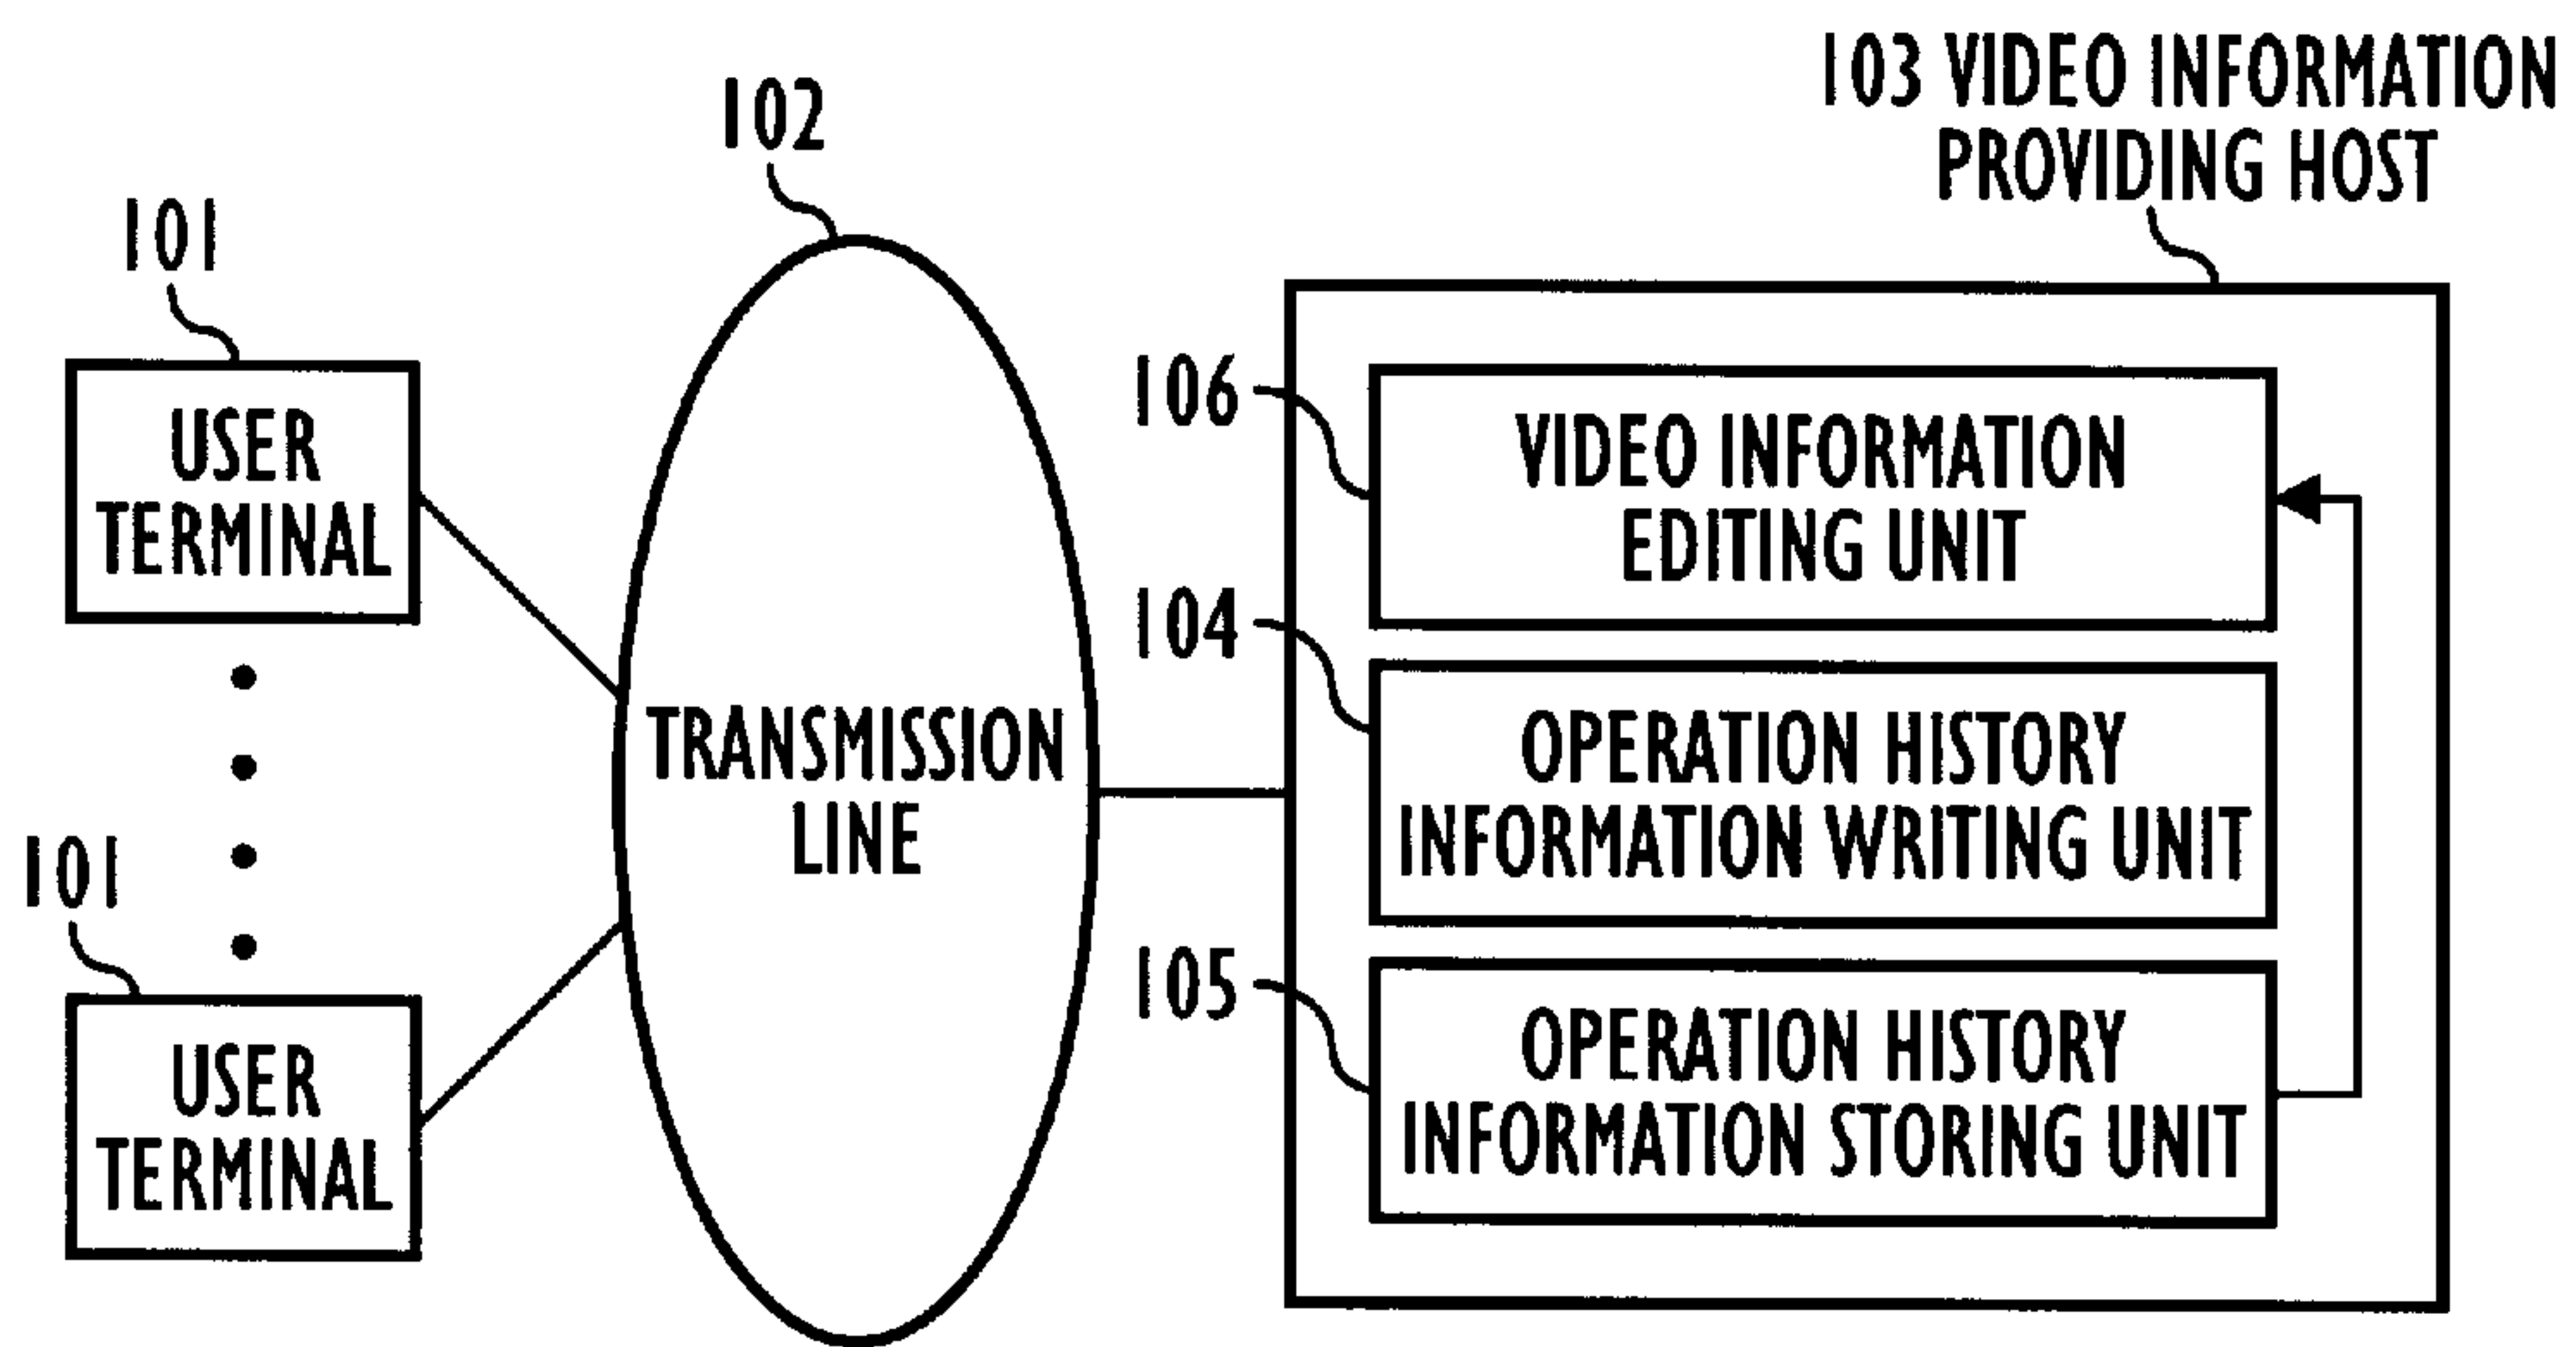 103 VIDEO INFORMATION
PROVIDING HOST
102
101
USER
TERMINAL
101
USER
TERMINAL
TRANSMISSION
LINE
106
VIDEO INFORMATION
EDITING UNIT
104
OPERATION HISTORY
INFORMATION WRITING UNIT
105
OPERATION HISTORY
INFORMATION STORING UNIT